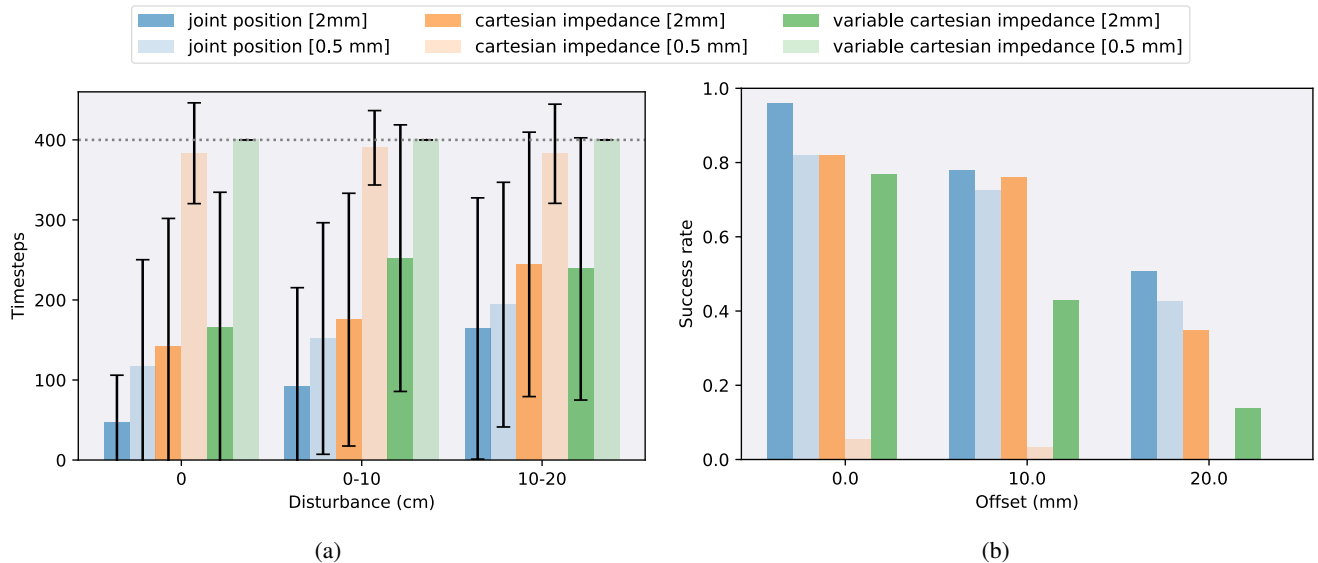 joint position [2mm]
joint position [0.5 mm]
cartesian impedance [2mm]
cartesian impedance [0.5 mm]
variable cartesian impedance [2mm]
variable cartesian impedance [0.5 mm]
400
300
200
100
0
Timesteps
0
0-10
10-20
Disturbance (cm)
(a)
1.0
0.8
0.6
0.4
0.2
0.0
Success rate
0.0
10.0
20.0
Offset (mm)
(b)